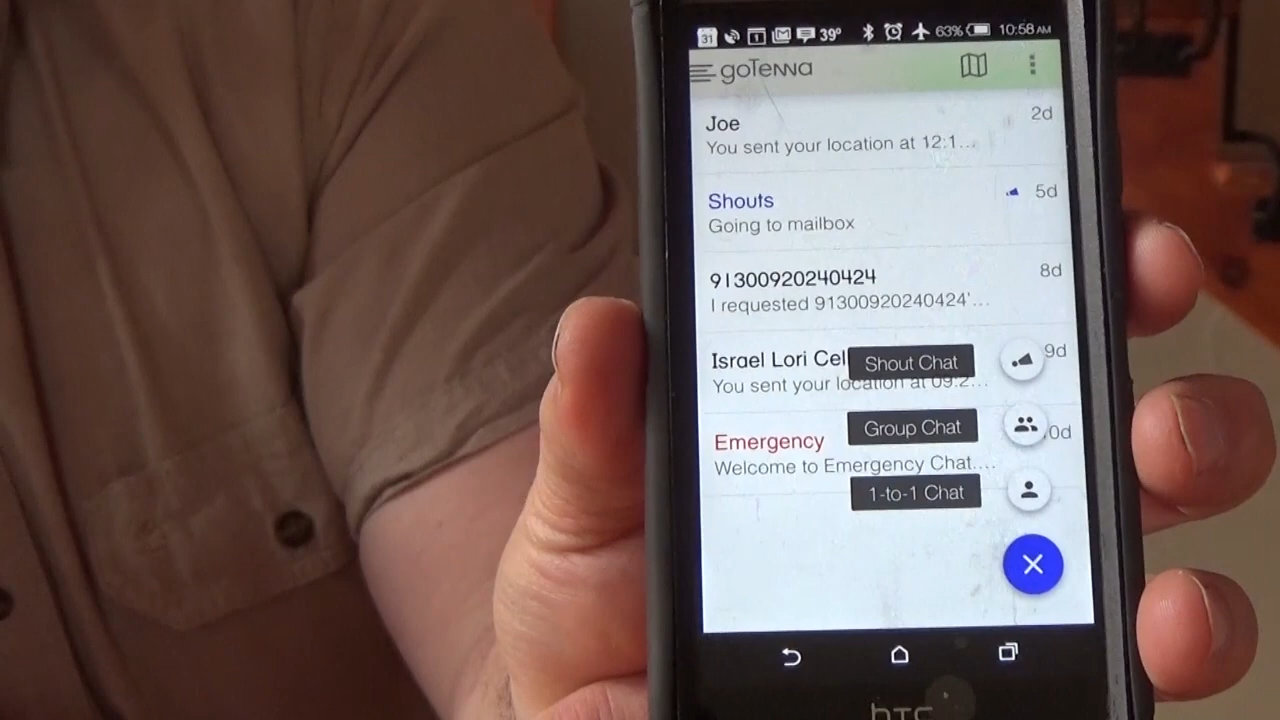 31 1 39° 63% 10:58 AM
goTenna
Joe 2d
You sent your location at 12:1...
Shouts 5d
Going to mailbox
91300920240424 8d
I requested 91300920240424'...
Israel Lori Cel 9d
Shout Chat
You sent your location at 09:2...
Group Chat
Emergency 0d
Welcome to Emergency Chat....
1-to-1 Chat
hTC